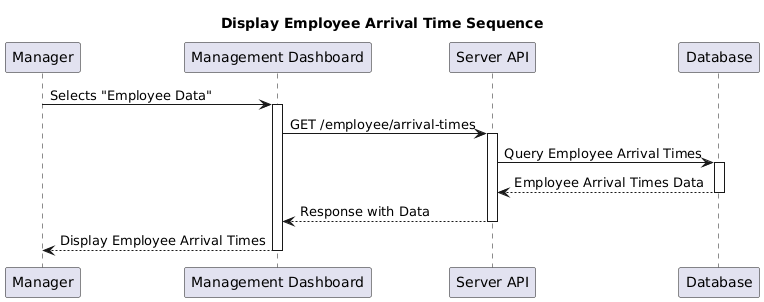 Display Employee Arrival Time Sequence
Manager
Management Dashboard
Server API
Database
Selects "Employee Data"
GET /employee/arrival-times
Query Employee Arrival Times
Employee Arrival Times Data
Response with Data
Display Employee Arrival Times
Manager
Management Dashboard
Server API
Database